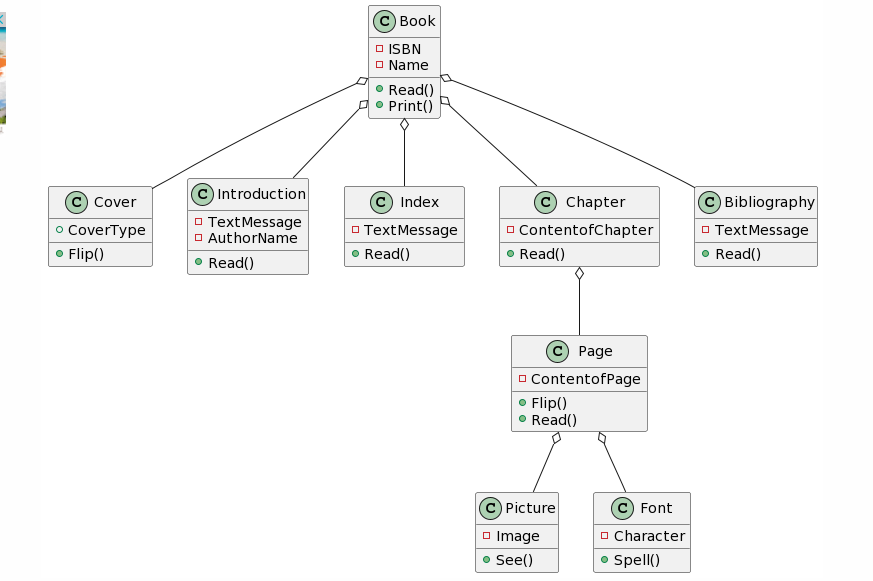 C Book
ISBN
Name
Read()
Print()
C Cover
CoverType
Flip()
C Introduction
TextMessage
AuthorName
Read()
C Index
TextMessage
Read()
C Chapter
ContentofChapter
Read()
C Bibliography
TextMessage
Read()
C Page
ContentofPage
Flip()
Read()
C Picture
Image
See()
C Font
Character
Spell()